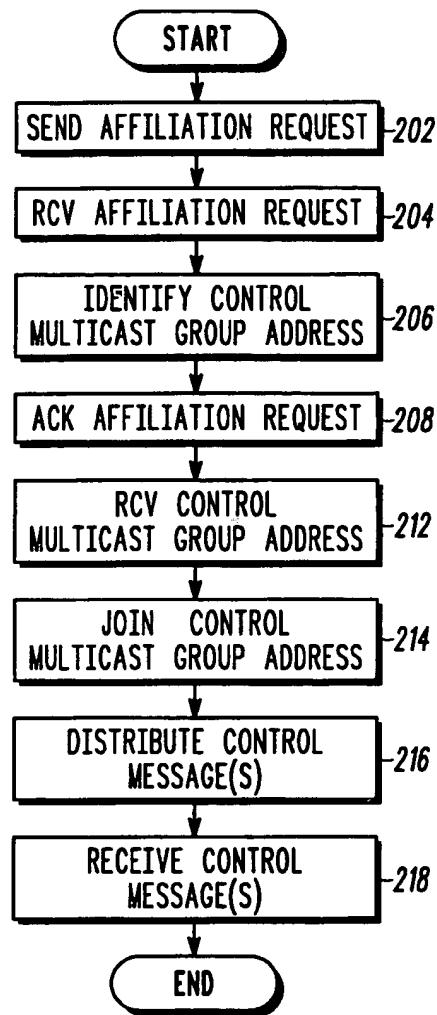 START
SEND AFFILIATION REQUEST
202
RCV AFFILIATION REQUEST
204
IDENTIFY CONTROL
MULTICAST GROUP ADDRESS
206
ACK AFFILIATION REQUEST
208
RCV CONTROL
MULTICAST GROUP ADDRESS
212
JOIN CONTROL
MULTICAST GROUP ADDRESS
214
DISTRIBUTE CONTROL
MESSAGE(S)
216
RECEIVE CONTROL
MESSAGE(S)
218
END